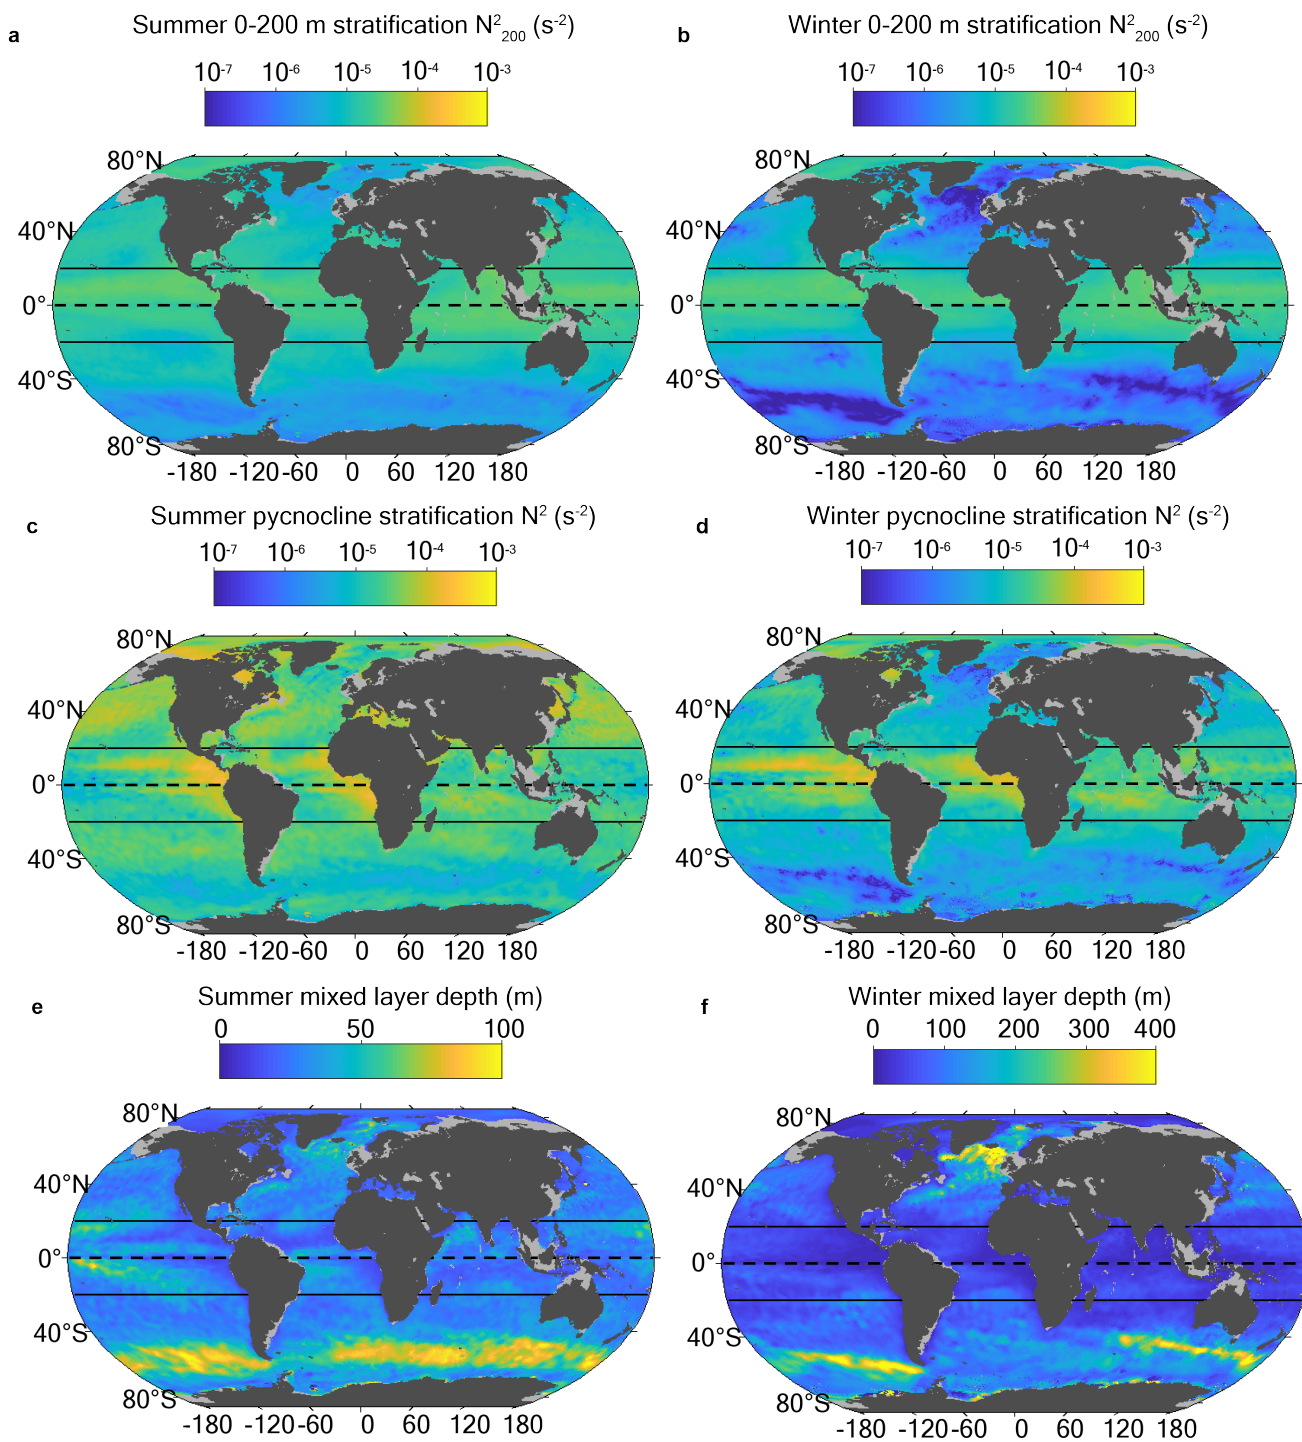 a Summer 0-200 m stratification N²₂₀₀ (s⁻²)
10⁻⁷ 10⁻⁶ 10⁻⁵ 10⁻⁴ 10⁻³
80°N
40°N
0°
40°S
80°S
-180 -120 -60 0 60 120 180
b Winter 0-200 m stratification N²₂₀₀ (s⁻²)
10⁻⁷ 10⁻⁶ 10⁻⁵ 10⁻⁴ 10⁻³
80°N
40°N
0°
40°S
80°S
-180 -120 -60 0 60 120 180
c Summer pycnocline stratification N² (s⁻²)
10⁻⁷ 10⁻⁶ 10⁻⁵ 10⁻⁴ 10⁻³
80°N
40°N
0°
40°S
80°S
-180 -120 -60 0 60 120 180
d Winter pycnocline stratification N² (s⁻²)
10⁻⁷ 10⁻⁶ 10⁻⁵ 10⁻⁴ 10⁻³
80°N
40°N
0°
40°S
80°S
-180 -120 -60 0 60 120 180
e Summer mixed layer depth (m)
0 50 100
80°N
40°N
0°
40°S
80°S
-180 -120 -60 0 60 120 180
f Winter mixed layer depth (m)
0 100 200 300 400
80°N
40°N
0°
40°S
80°S
-180 -120 -60 0 60 120 180